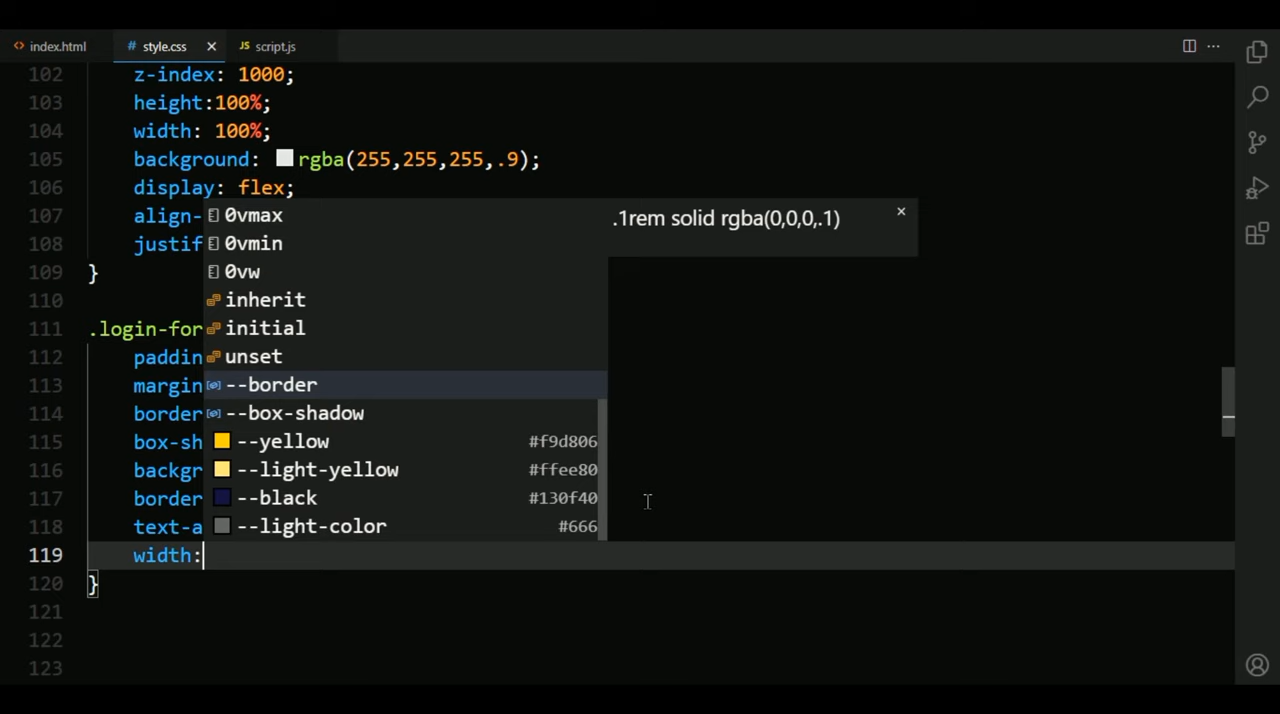 index.html
style.css
script.js
102 z-index: 1000;
103 height:100%;
104 width: 100%;
105 background: rgba(255,255,255,.9);
106 display: flex;
107 align-
108 justif
109 }
110
111 .login-for
112 paddin
113 margin
114 border
115 box-sh
116 backgr
117 border
118 text-a
119 width:
120 }
121
122
123
0vmax
0vmin
0vw
inherit
initial
unset
--border
--box-shadow
--yellow #f9d806
--light-yellow #ffee80
--black #130f40
--light-color #666
.1rem solid rgba(0,0,0,.1)